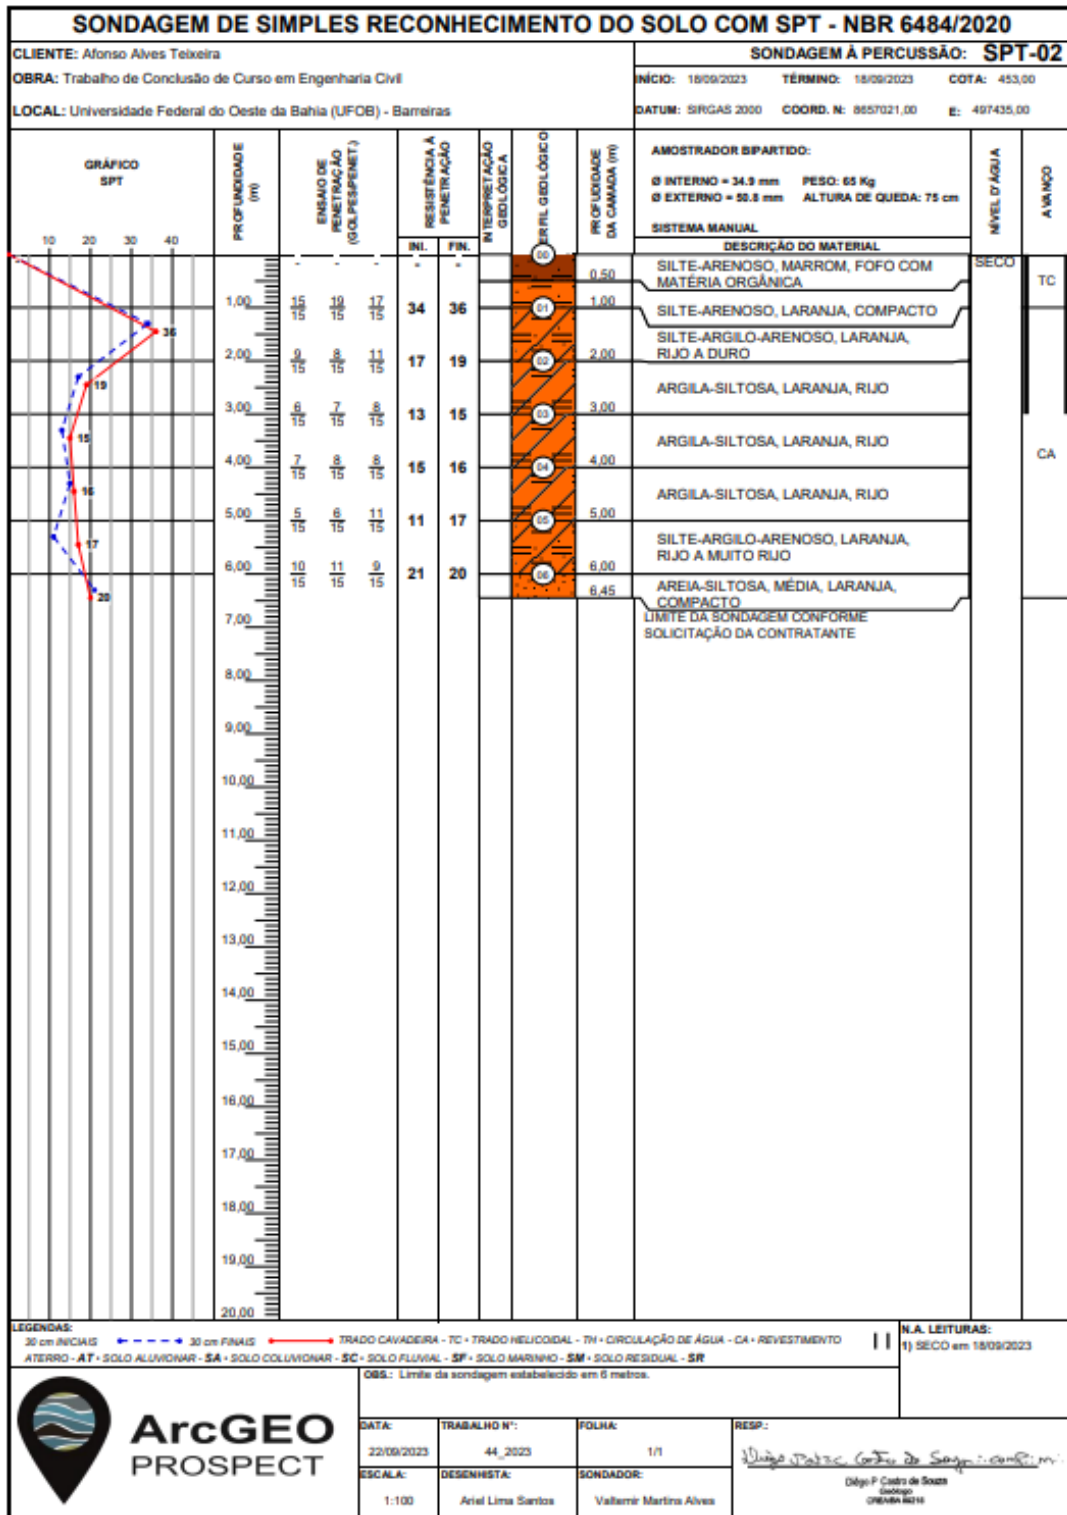 SONDAGEM DE SIMPLES RECONHECIMENTO DO SOLO COM SPT - NBR 6484/2020
CLIENTE: Afonso Alves Teixeira
SONDAGEM À PERCUSSÃO: SPT-02
OBRA: Trabalho de Conclusão de Curso em Engenharia Civil
INÍCIO: 18/09/2023 TÉRMINO: 18/09/2023 COTA: 453,00
LOCAL: Universidade Federal do Oeste da Bahia (UFOB) - Barreiras
DATUM: SIRGAS 2000 COORD. N: 8657021,00 E: 497435,00
GRÁFICO
SPT
10 20 30 40
PROFUNDIDADE
(m)
ENSAIO DE
PENETRAÇÃO
(GOLPES/PENET.)
RESISTÊNCIA À
PENETRAÇÃO
INI. FIN.
INTERPRETAÇÃO
GEOLÓGICA
ERFIL GEOLÓGICO
PROFUDIDADE
DA CAMADA (m)
AMOSTRADOR BIPARTIDO:
Ø INTERNO = 34.9 mm PESO: 65 Kg
Ø EXTERNO = 50.8 mm ALTURA DE QUEDA: 75 cm
SISTEMA MANUAL
DESCRIÇÃO DO MATERIAL
NÍVEL D'ÁGUA
AVANÇO
- - - - - 00
0,50
SILTE-ARENOSO, MARROM, FOFO COM
MATÉRIA ORGÂNICA
SECO
TC
1,00 15/15 19/15 17/15 34 36 01 1,00
SILTE-ARENOSO, LARANJA, COMPACTO
36
SILTE-ARGILO-ARENOSO, LARANJA,
RIJO A DURO
2,00 9/15 8/15 11/15 17 19 02 2,00
19
ARGILA-SILTOSA, LARANJA, RIJO
3,00 6/15 7/15 8/15 13 15 03 3,00
15
ARGILA-SILTOSA, LARANJA, RIJO
CA
4,00 7/15 8/15 8/15 15 16 04 4,00
16
ARGILA-SILTOSA, LARANJA, RIJO
5,00 5/15 6/15 11/15 11 17 05 5,00
17
SILTE-ARGILO-ARENOSO, LARANJA,
RIJO A MUITO RIJO
6,00 10/15 11/15 9/15 21 20 06 6,00
20
6,45
AREIA-SILTOSA, MÉDIA, LARANJA,
COMPACTO
LIMITE DA SONDAGEM CONFORME
SOLICITAÇÃO DA CONTRATANTE
7,00
8,00
9,00
10,00
11,00
12,00
13,00
14,00
15,00
16,00
17,00
18,00
19,00
20,00
LEGENDAS:
30 cm INICIAIS 30 cm FINAIS TRADO CAVADEIRA - TC • TRADO HELICOIDAL - TH • CIRCULAÇÃO DE ÁGUA - CA • REVESTIMENTO
ATERRO - AT • SOLO ALUVIONAR - SA • SOLO COLUVIONAR - SC • SOLO FLUVIAL - SF • SOLO MARINHO - SM • SOLO RESIDUAL - SR
N.A. LEITURAS:
1) SECO em 18/09/2023
OBS.: Limite da sondagem estabelecido em 6 metros.
ArcGEO
PROSPECT
DATA: TRABALHO N°: FOLHA: RESP.:
22/09/2023 44_2023 1/1
ESCALA: DESENHISTA: SONDADOR:
1:100 Ariel Lima Santos Valtemir Martins Alves
Diêgo P Castro de Souza
Geólogo